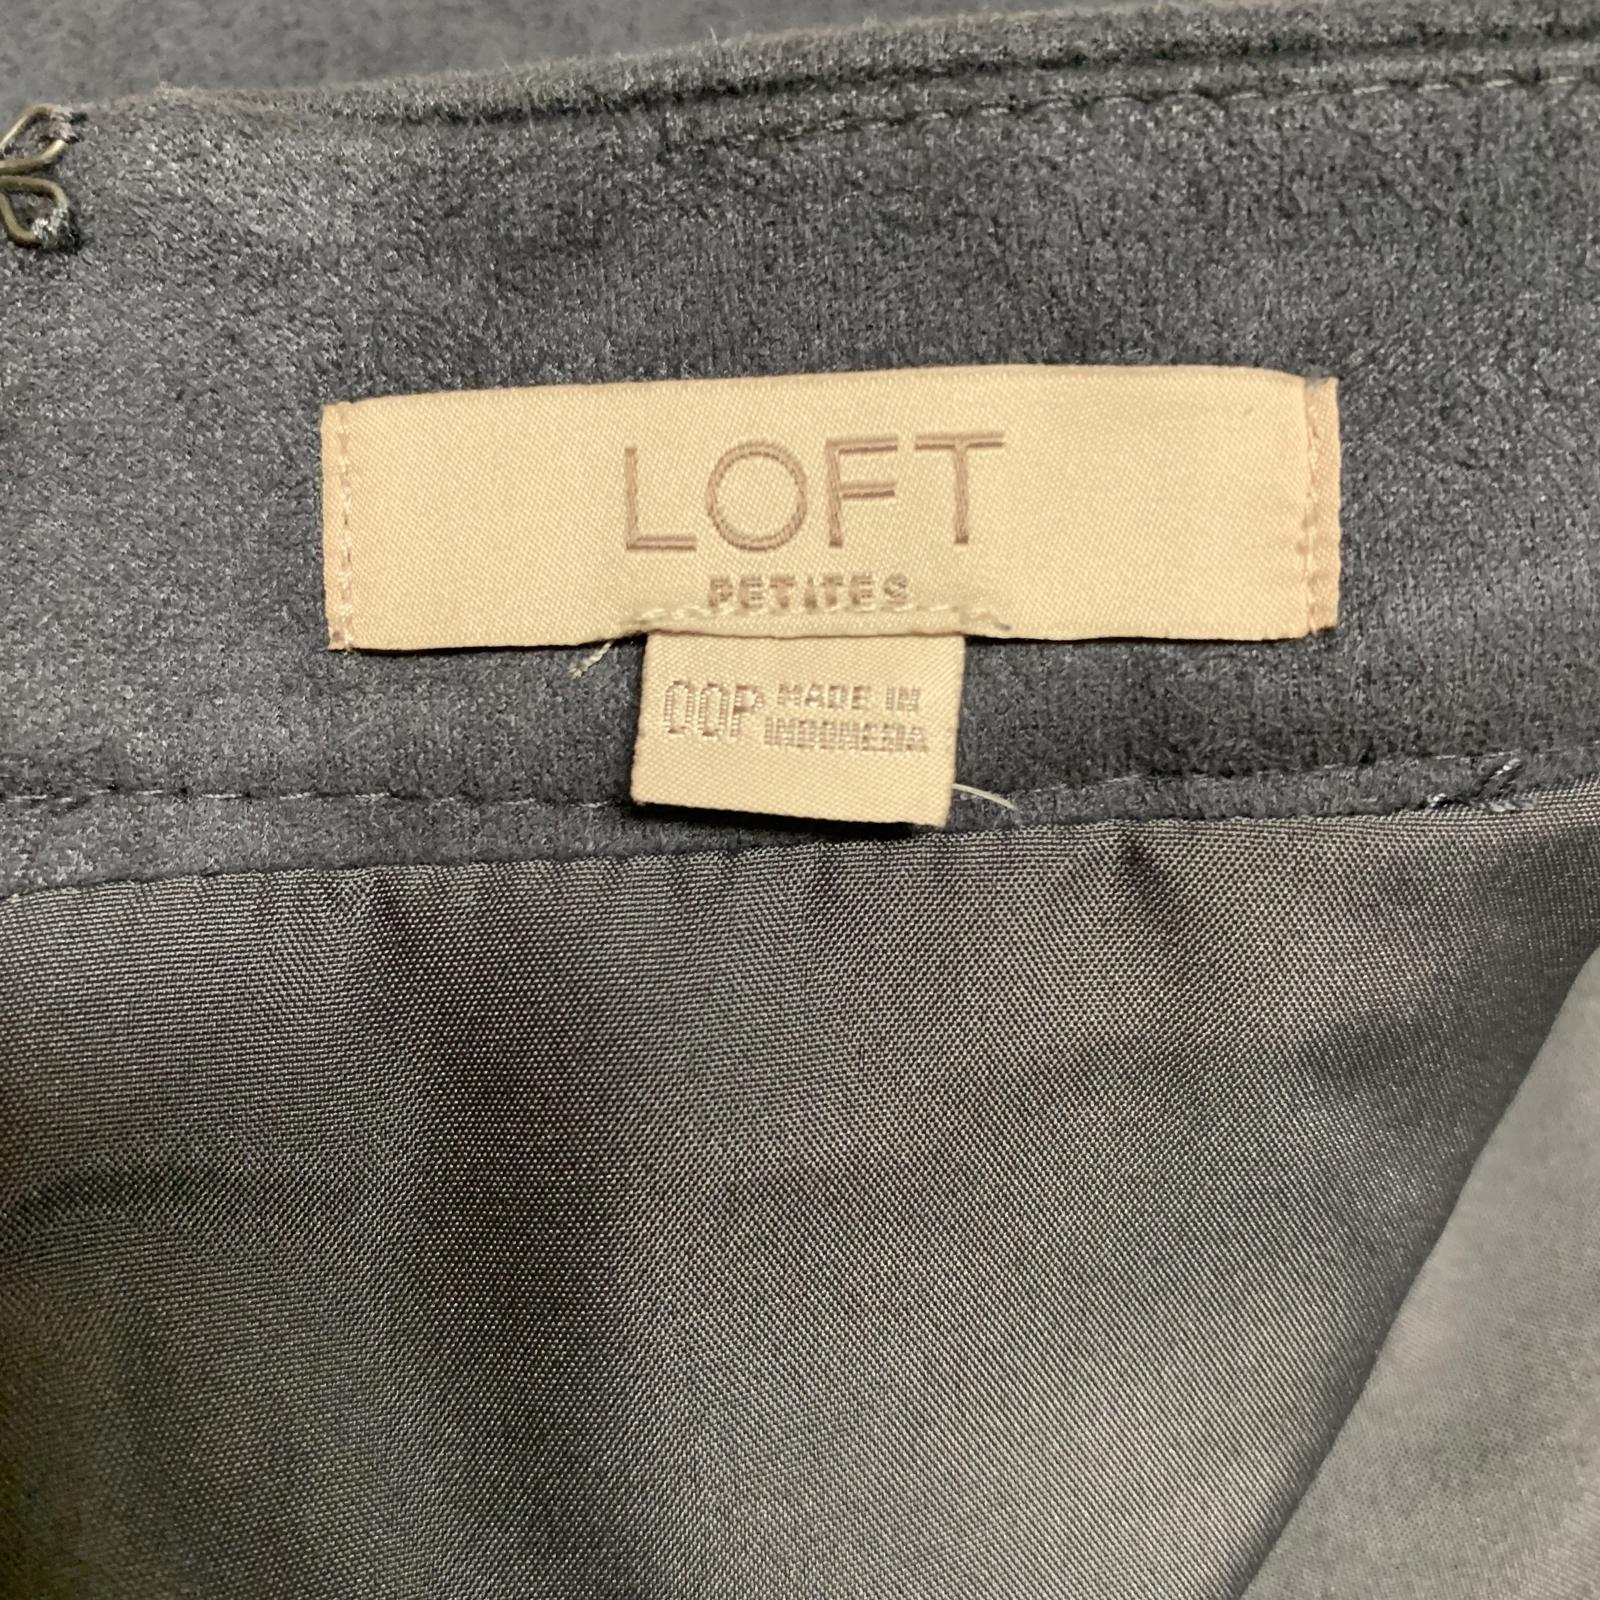 LOFT
PETITES
00P MADE IN
INDONESIA